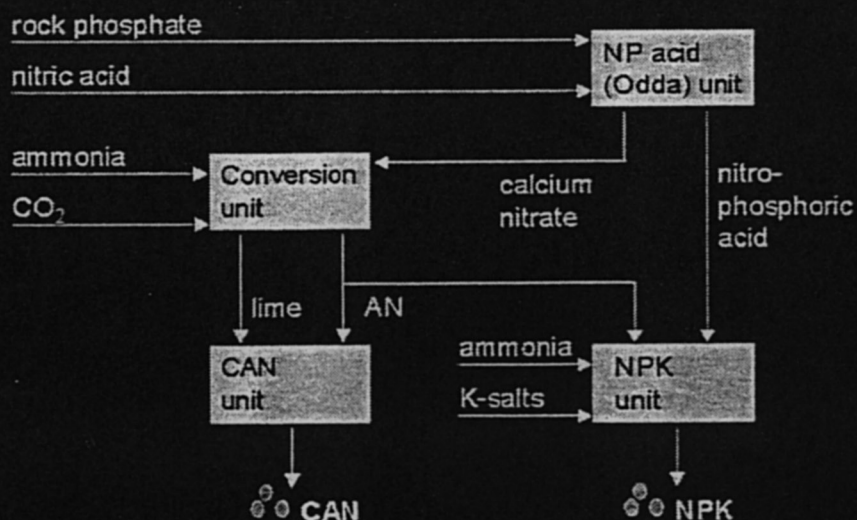 rock phosphate
nitric acid
NP acid
(Odda) unit
ammonia
CO₂
Conversion
unit
calcium
nitrate
nitro-
phosphoric
acid
lime
AN
ammonia
K-salts
CAN
unit
NPK
unit
CAN
NPK